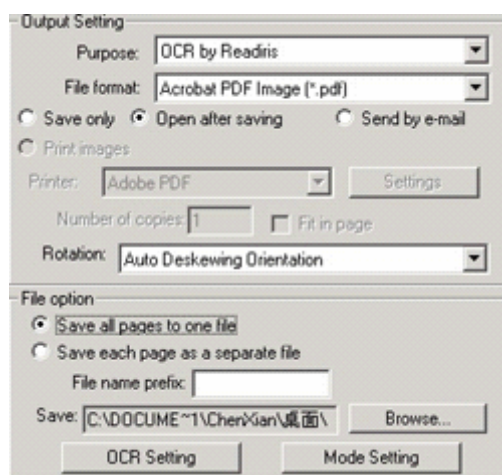 Output Setting
Purpose: OCR by Readiris
File format: Acrobat PDF Image (*.pdf)
Save only Open after saving Send by e-mail
Print images
Printer: Adobe PDF Settings
Number of copies: 1 Fit in page
Rotation: Auto Deskewing Orientation
File option
Save all pages to one file
Save each page as a separate file
File name prefix:
Save: C:\DOCUME~1\ChenXian\桌面\ Browse...
OCR Setting Mode Setting